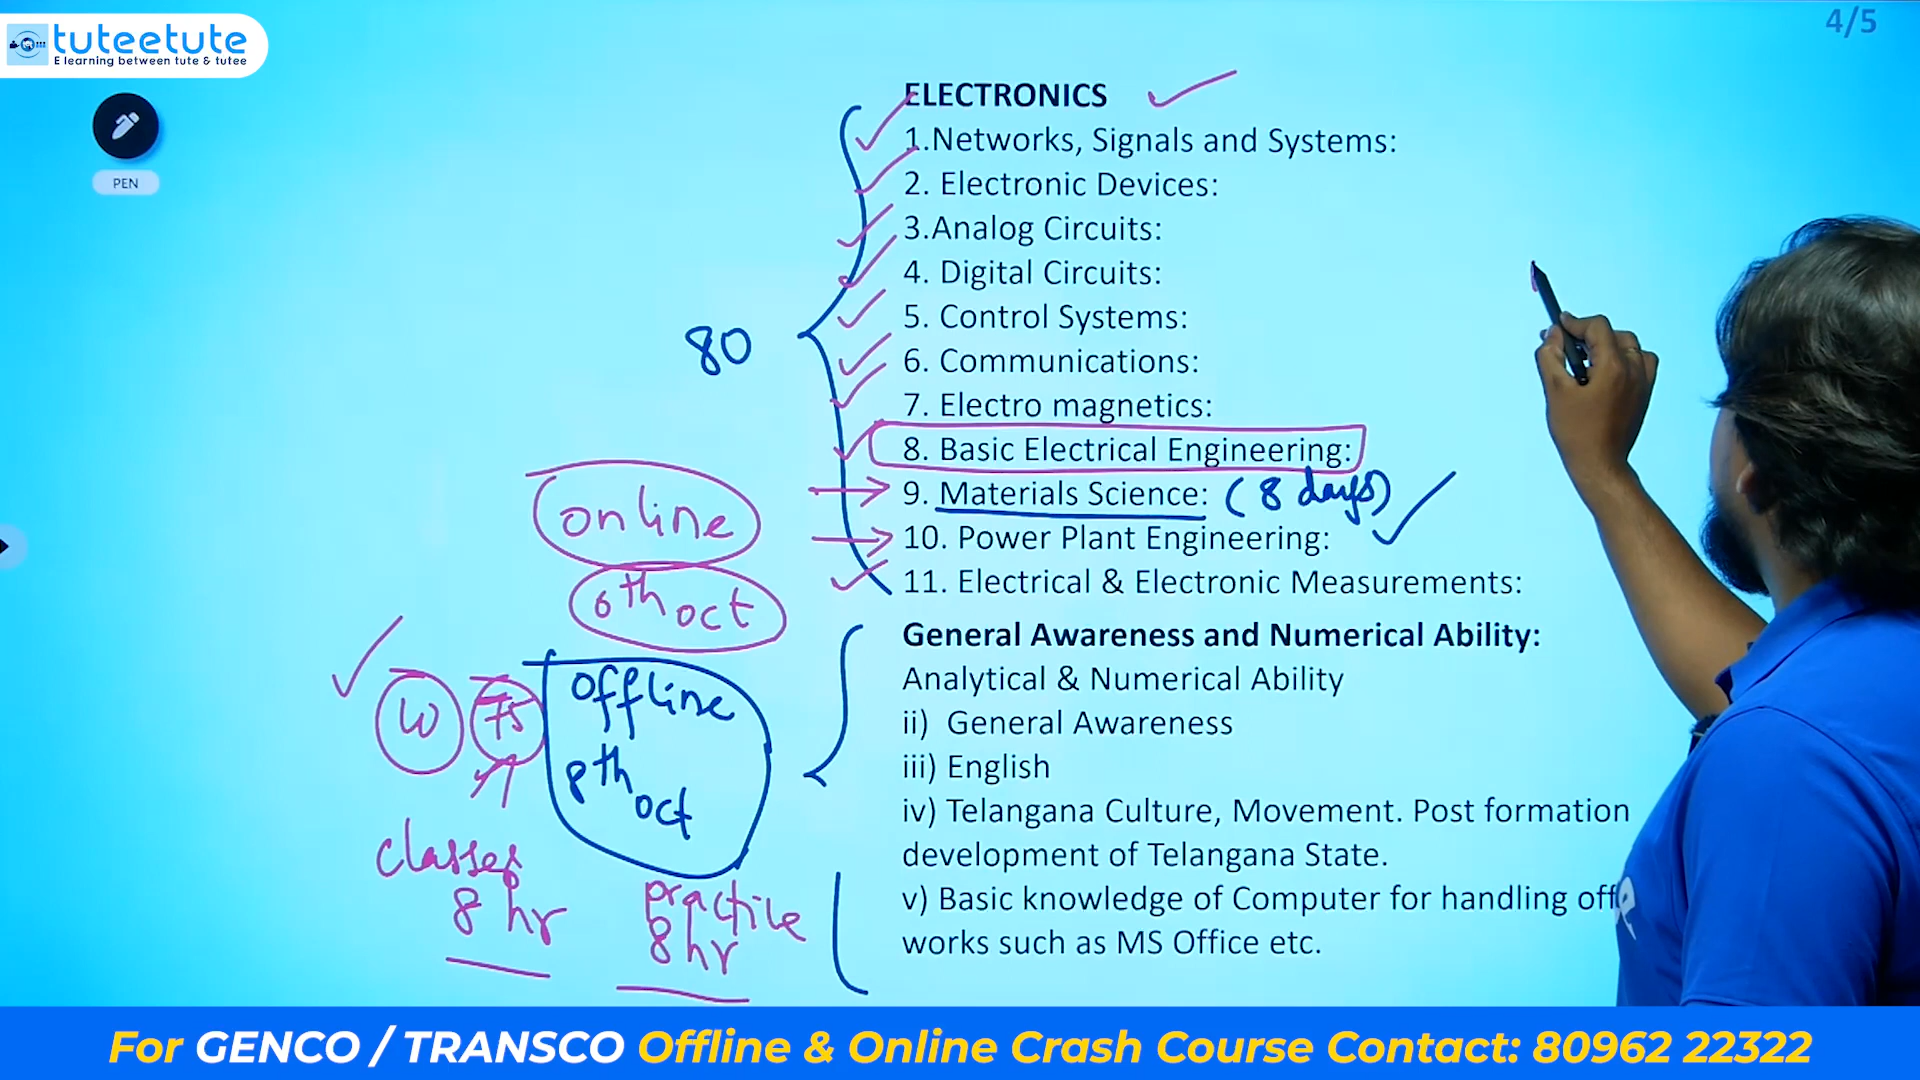 tuteetute
E learning between tute & tutee
4/5
PEN
ELECTRONICS
1.Networks, Signals and Systems:
2. Electronic Devices:
3.Analog Circuits:
4. Digital Circuits:
5. Control Systems:
6. Communications:
7. Electro magnetics:
8. Basic Electrical Engineering:
9. Materials Science: (8 days)
10. Power Plant Engineering:
11. Electrical & Electronic Measurements:
80
online
6th oct
offline
8th oct
75
classes
8 hr
practice
8 hr
General Awareness and Numerical Ability:
Analytical & Numerical Ability
ii) General Awareness
iii) English
iv) Telangana Culture, Movement. Post formation
development of Telangana State.
v) Basic knowledge of Computer for handling off
works such as MS Office etc.
For GENCO / TRANSCO Offline & Online Crash Course Contact: 80962 22322